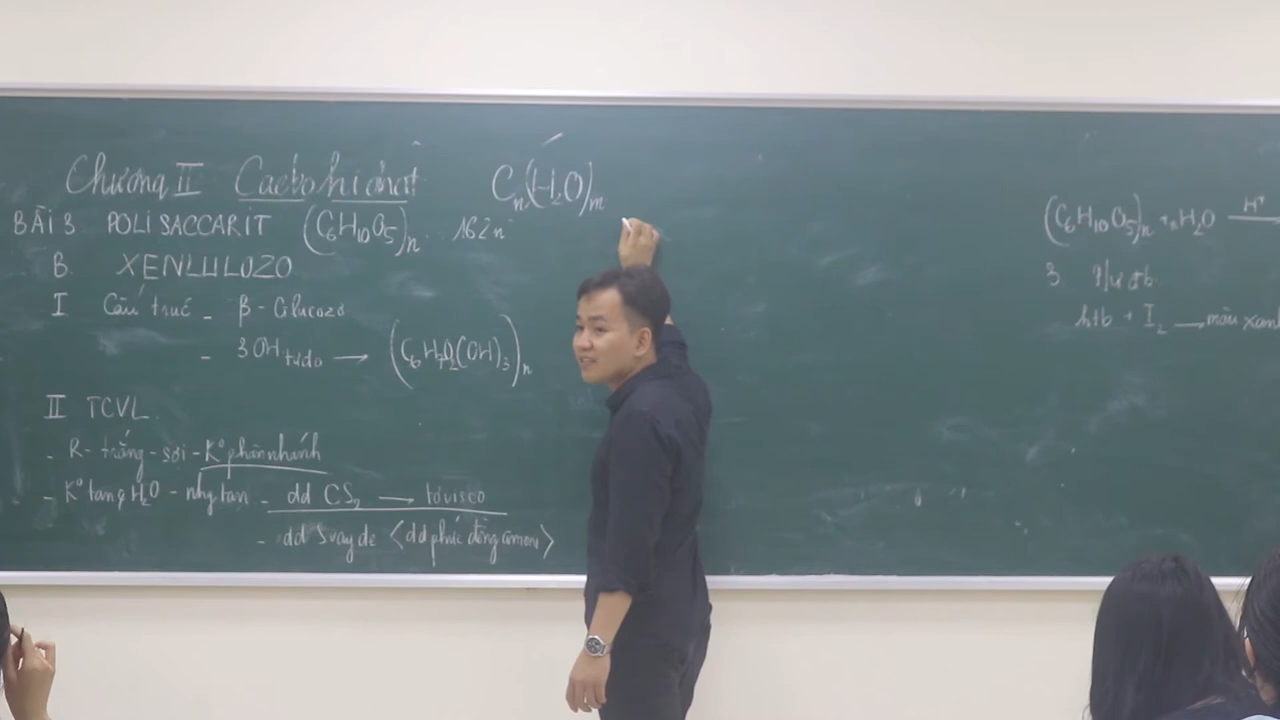 Chương II Cacbohiđrat Cn(H2O)m
BÀI 3 POLISACCARIT (C6H10O5)n .. 162n
B. XENLULOZO
I Cấu trúc - β - Glucozo
- 3OH tự do → (C6H7O2(OH)3)n
II TCVL.
- R - trắng - sợi - K° phân nhánh
- K° tan H2O - nhg tan - dd CS2 → tơ visco
- dd Svayde <dd phức đồng amoni>
(C6H10O5)n + nH2O H+
3.
htb + I2 → màu xanh